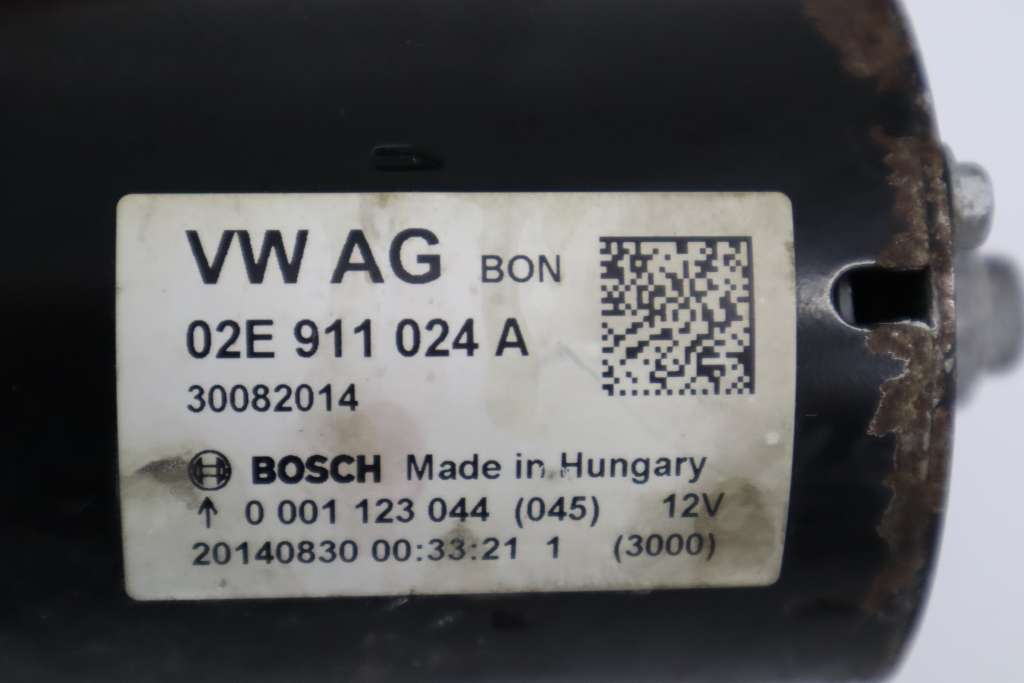 VW AG BON
02E 911 024 A
30082014
BOSCH Made in Hungary
↑ 0 001 123 044 (045) 12V
20140830 00:33:21 1 (3000)